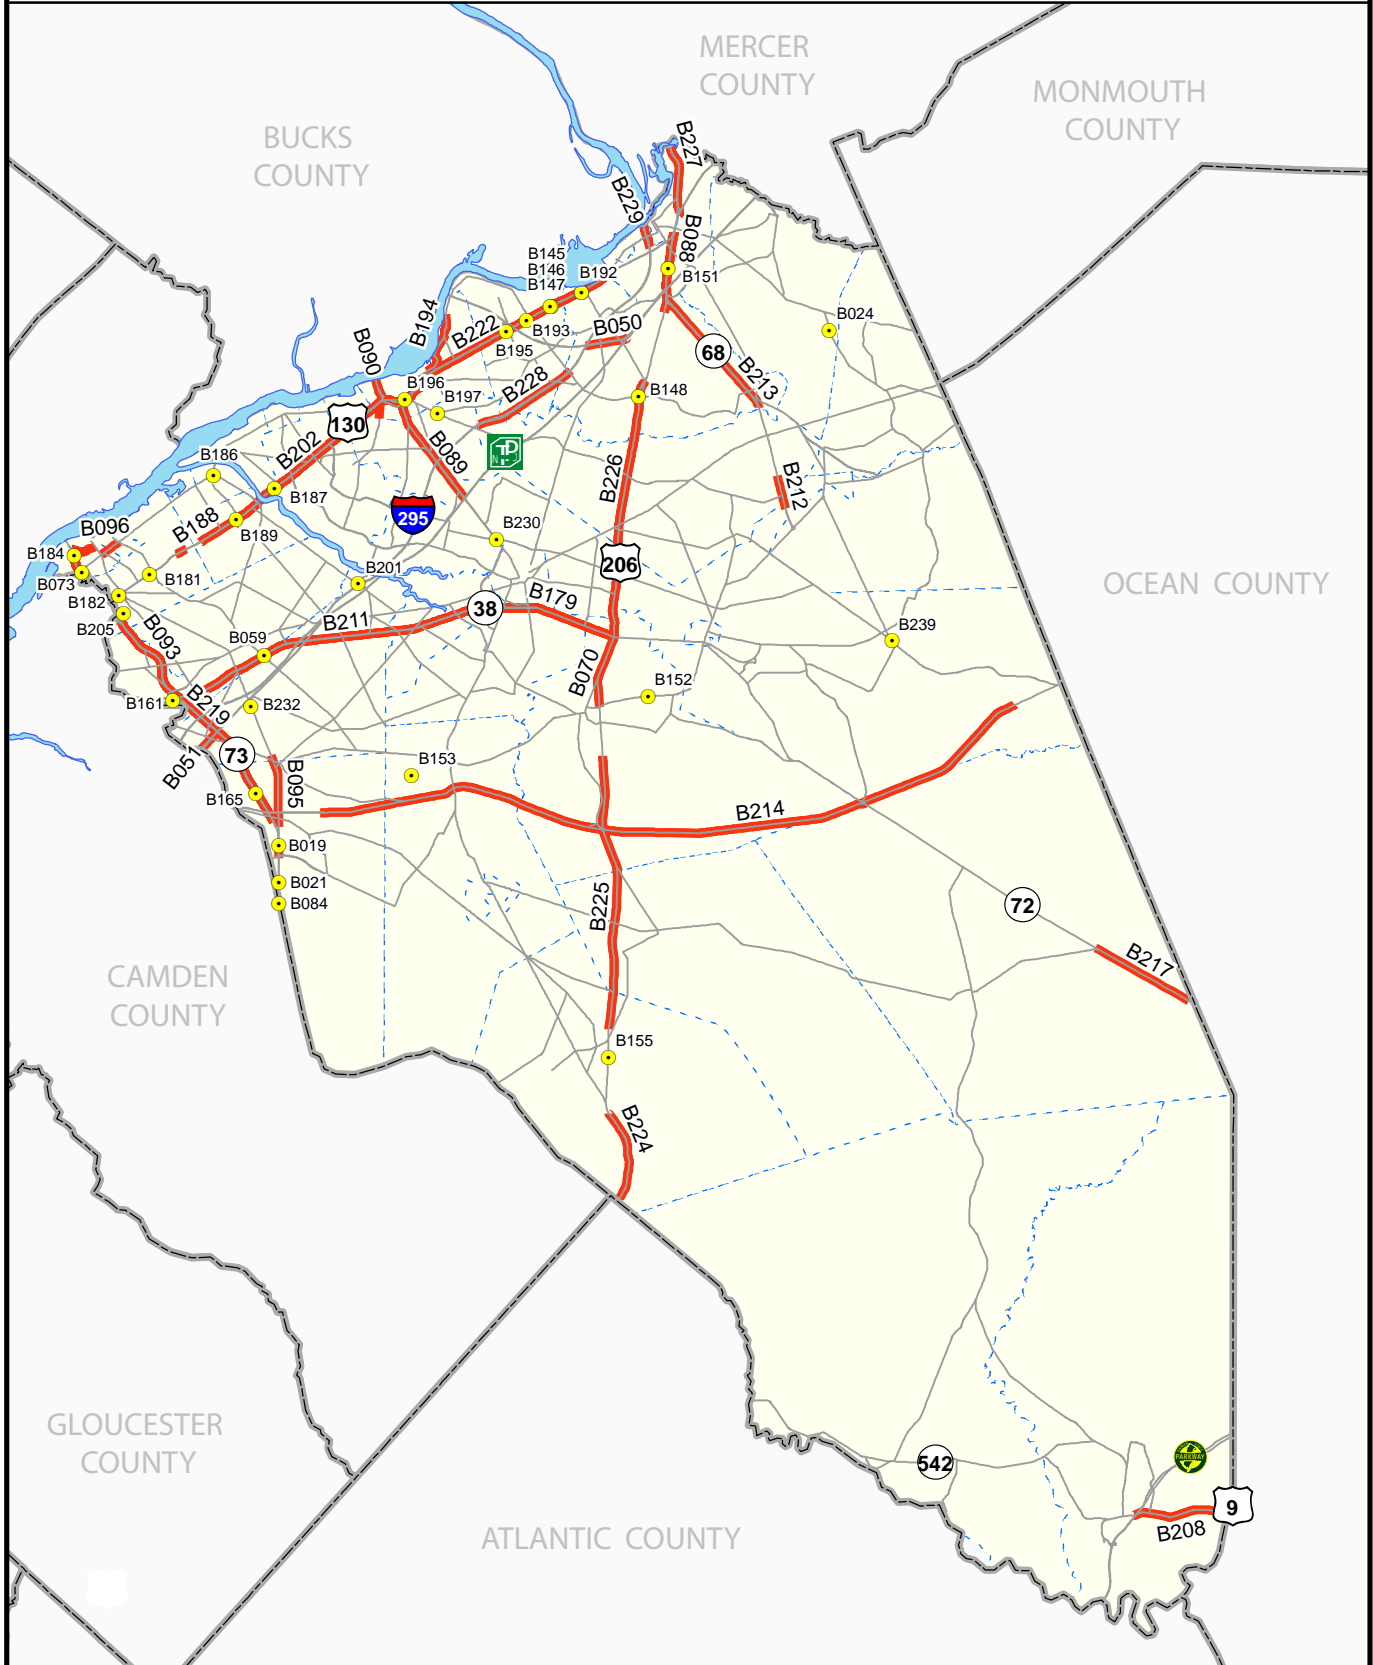 MERCER
COUNTY
MONMOUTH
COUNTY
BUCKS
COUNTY
B227
B229
B088
B145
B146
B147
B192
B151
B024
B194
B222
B193
B050
B195
B090
68
B213
B196
B197
B228
B148
130
B202
B089
NJTP
B226
B186
B187
B212
B188
295
B189
B096
B230
B184
B073
B181
B201
206
OCEAN COUNTY
B182
B205
B211
38
B179
B093
B059
B239
B070
B152
B161
B219
B232
B051
73
B095
B153
B165
B214
B019
B021
B084
B225
72
B217
CAMDEN
COUNTY
B155
B224
GLOUCESTER
COUNTY
PARKWAY
542
9
B208
ATLANTIC COUNTY